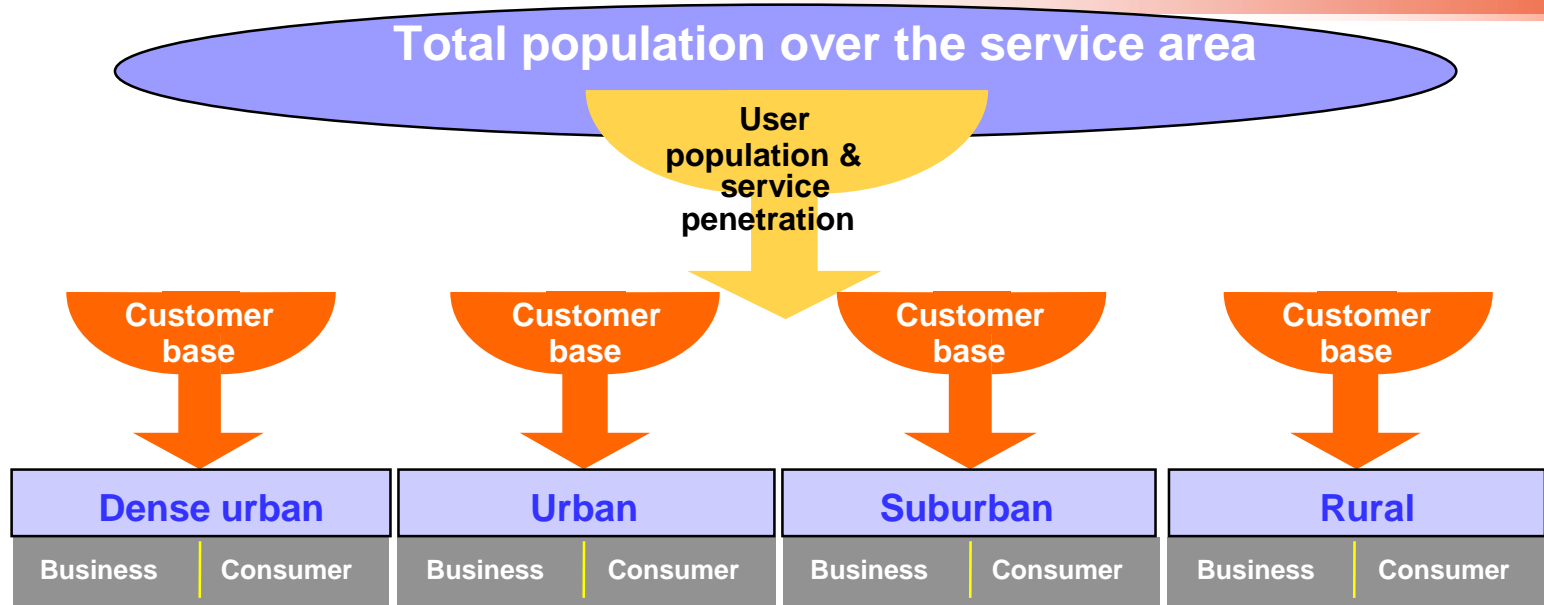 Total population over the service area
User
population &
service
penetration
Customer
base
Customer
base
Customer
base
Customer
base
Dense urban
Urban
Suburban
Rural
Business
Consumer
Business
Consumer
Business
Consumer
Business
Consumer